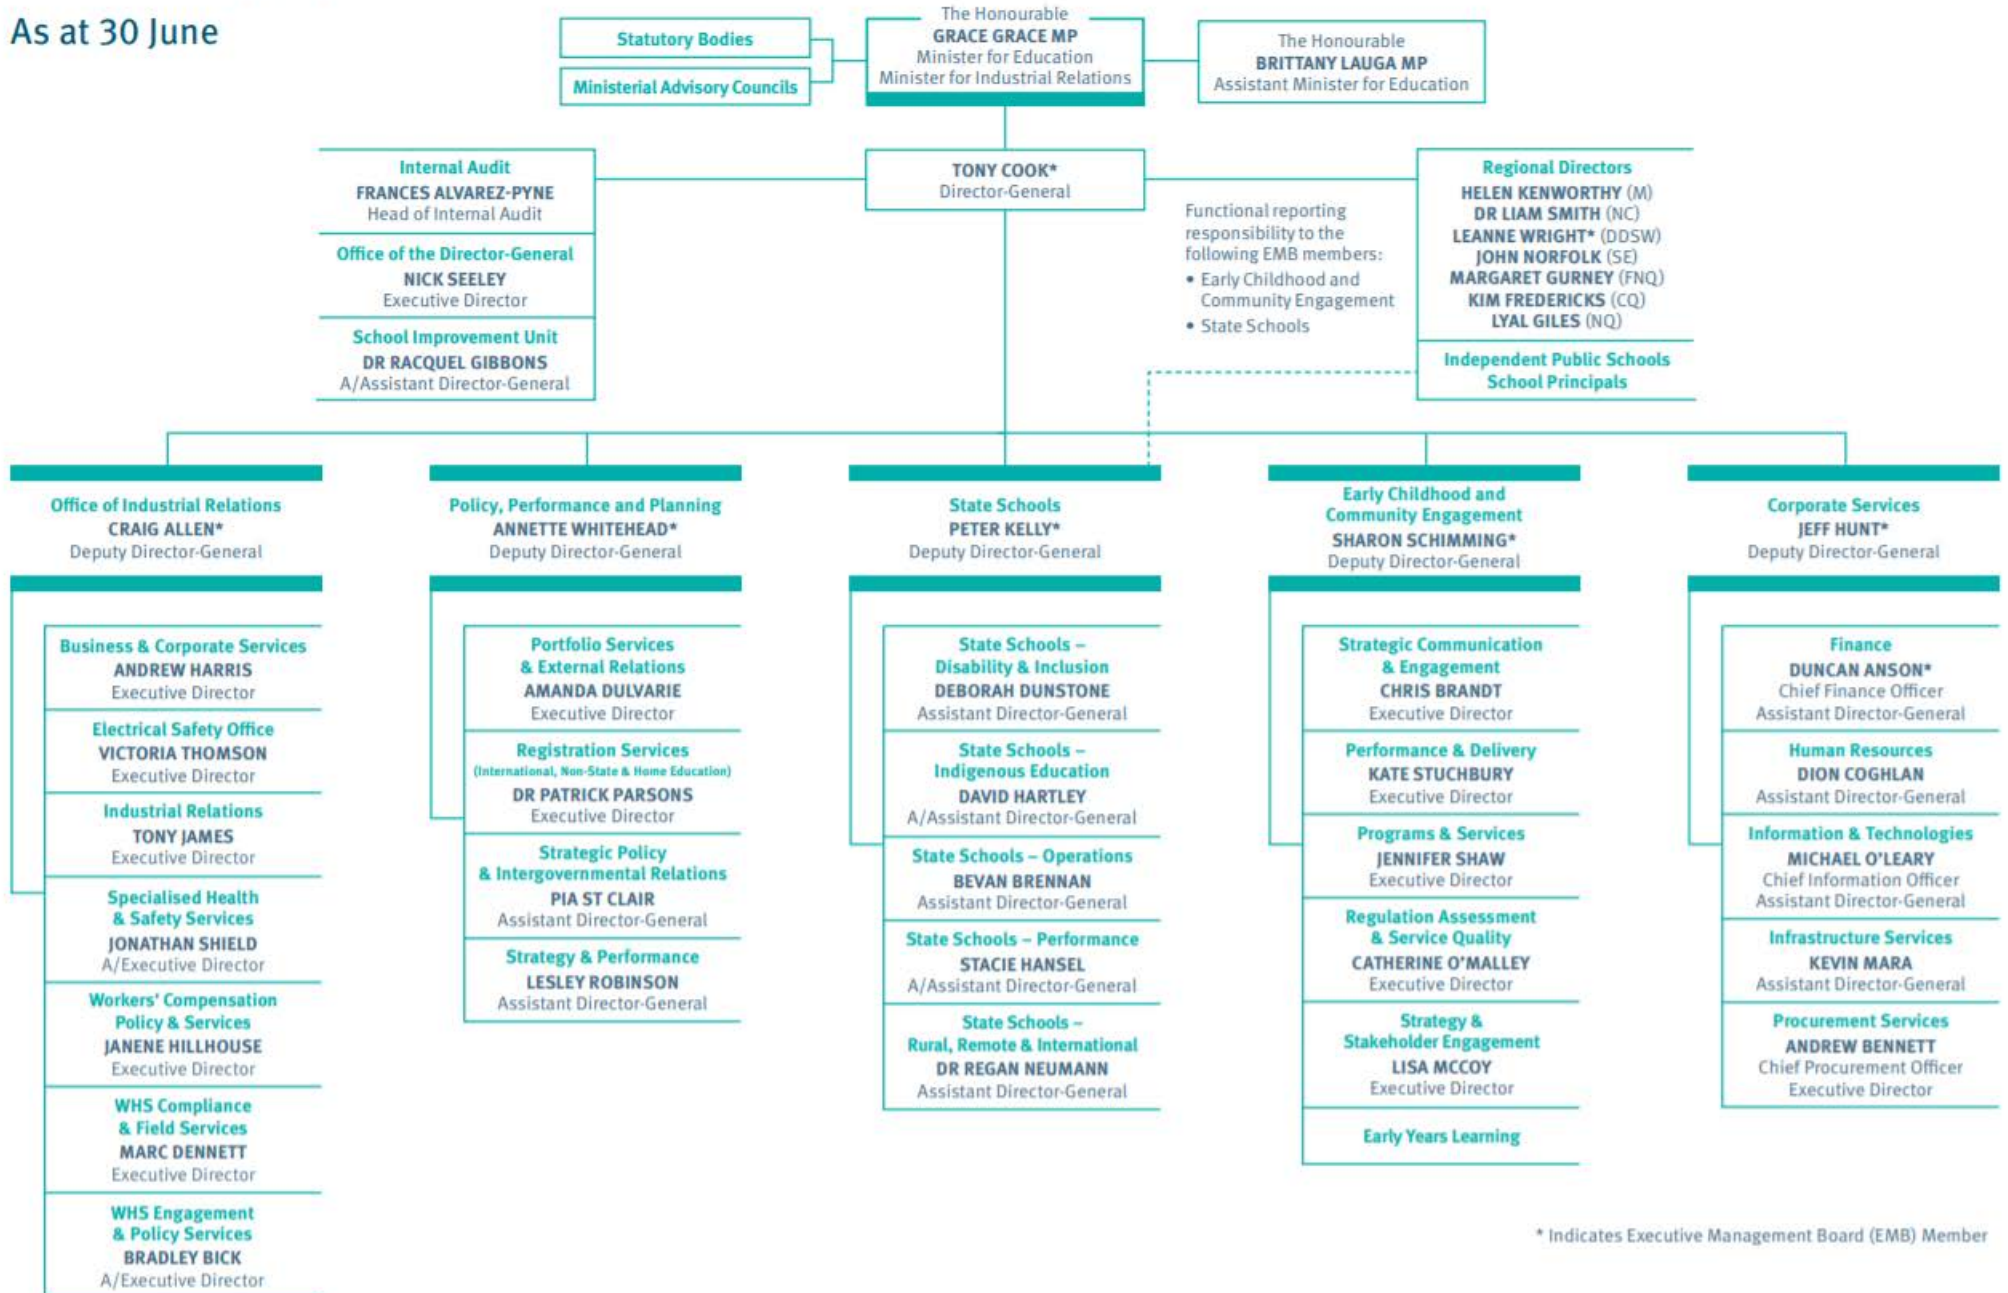 As at 30 June
Statutory Bodies
Ministerial Advisory Councils
The Honourable
GRACE GRACE MP
Minister for Education
Minister for Industrial Relations
The Honourable
BRITTANY LAUGA MP
Assistant Minister for Education
Internal Audit
FRANCES ALVAREZ-PYNE
Head of Internal Audit
Office of the Director-General
NICK SEELEY
Executive Director
School Improvement Unit
DR RACQUEL GIBBONS
A/Assistant Director-General
TONY COOK*
Director-General
Functional reporting
responsibility to the
following EMB members:
• Early Childhood and
Community Engagement
• State Schools
Regional Directors
HELEN KENWORTHY (M)
DR LIAM SMITH (NC)
LEANNE WRIGHT* (DDSW)
JOHN NORFOLK (SE)
MARGARET GURNEY (FNQ)
KIM FREDERICKS (CQ)
LYAL GILES (NQ)
Independent Public Schools
School Principals
Office of Industrial Relations
CRAIG ALLEN*
Deputy Director-General
Business & Corporate Services
ANDREW HARRIS
Executive Director
Electrical Safety Office
VICTORIA THOMSON
Executive Director
Industrial Relations
TONY JAMES
Executive Director
Specialised Health
& Safety Services
JONATHAN SHIELD
A/Executive Director
Workers' Compensation
Policy & Services
JANENE HILLHOUSE
Executive Director
WHS Compliance
& Field Services
MARC DENNETT
Executive Director
WHS Engagement
& Policy Services
BRADLEY BICK
A/Executive Director
Policy, Performance and Planning
ANNETTE WHITEHEAD*
Deputy Director-General
Portfolio Services
& External Relations
AMANDA DULVARIE
Executive Director
Registration Services
(International, Non-State & Home Education)
DR PATRICK PARSONS
Executive Director
Strategic Policy
& Intergovernmental Relations
PIA ST CLAIR
Assistant Director-General
Strategy & Performance
LESLEY ROBINSON
Assistant Director-General
State Schools
PETER KELLY*
Deputy Director-General
State Schools –
Disability & Inclusion
DEBORAH DUNSTONE
Assistant Director-General
State Schools –
Indigenous Education
DAVID HARTLEY
A/Assistant Director-General
State Schools – Operations
BEVAN BRENNAN
Assistant Director-General
State Schools – Performance
STACIE HANSEL
A/Assistant Director-General
State Schools –
Rural, Remote & International
DR REGAN NEUMANN
Assistant Director-General
Early Childhood and
Community Engagement
SHARON SCHIMMING*
Deputy Director-General
Strategic Communication
& Engagement
CHRIS BRANDT
Executive Director
Performance & Delivery
KATE STUCHBURY
Executive Director
Programs & Services
JENNIFER SHAW
Executive Director
Regulation Assessment
& Service Quality
CATHERINE O'MALLEY
Executive Director
Strategy &
Stakeholder Engagement
LISA MCCOY
Executive Director
Early Years Learning
Corporate Services
JEFF HUNT*
Deputy Director-General
Finance
DUNCAN ANSON*
Chief Finance Officer
Assistant Director-General
Human Resources
DION COGHLAN
Assistant Director-General
Information & Technologies
MICHAEL O'LEARY
Chief Information Officer
Assistant Director-General
Infrastructure Services
KEVIN MARA
Assistant Director-General
Procurement Services
ANDREW BENNETT
Chief Procurement Officer
Executive Director
* Indicates Executive Management Board (EMB) Member